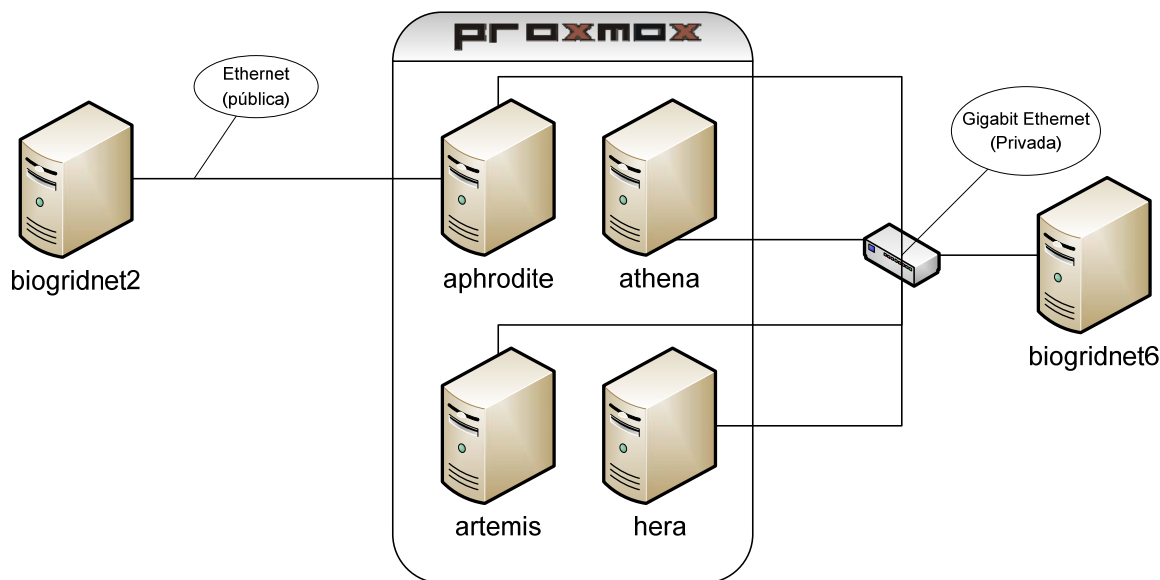 proxmox
Ethernet
(pública)
Gigabit Ethernet
(Privada)
biogridnet2
aphrodite
athena
biogridnet6
artemis
hera